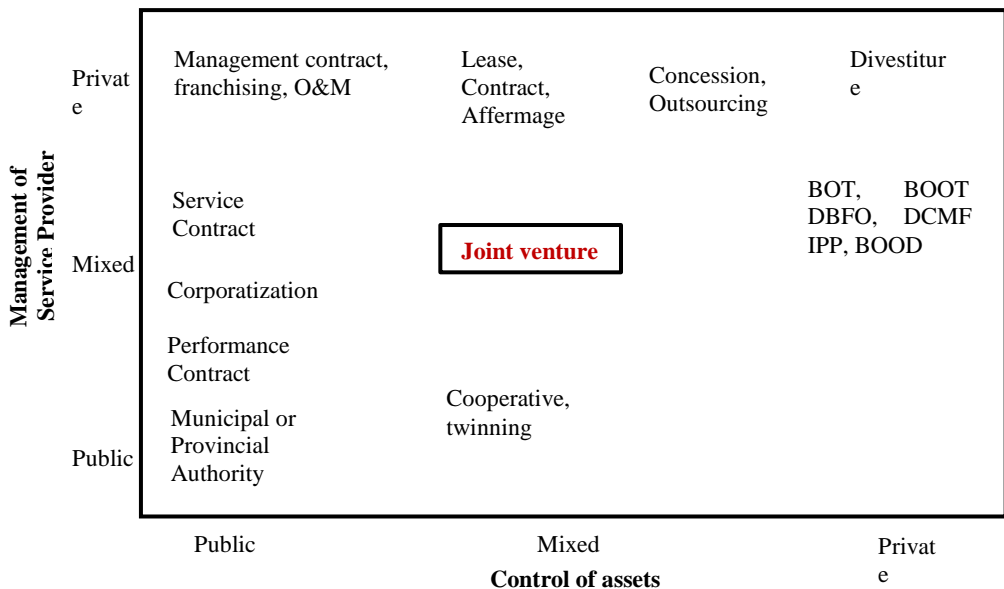 Management of
Service Provider
Privat
e
Mixed
Public
Management contract,
franchising, O&M
Lease,
Contract,
Affermage
Concession,
Outsourcing
Divestitur
e
Service
Contract
BOT, BOOT
DBFO, DCMF
IPP, BOOD
Joint venture
Corporatization
Performance
Contract
Cooperative,
twinning
Municipal or
Provincial
Authority
Public
Mixed
Privat
e
Control of assets